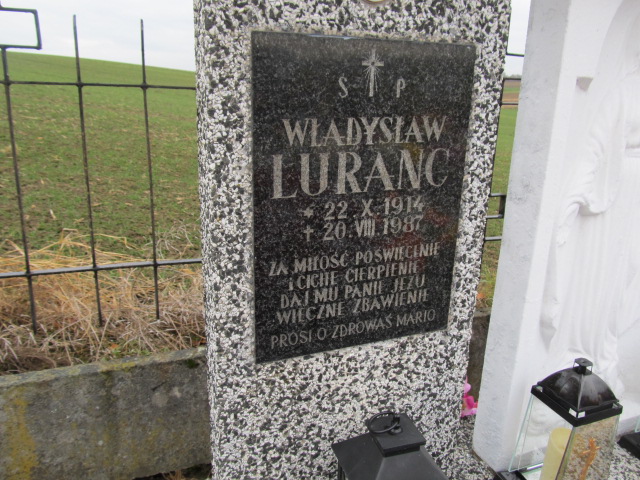 Ś P
WŁADYSŁAW
LURANC
* 22.X.1914
+ 20.VIII.1987
ZA MIŁOŚĆ POŚWIĘCENIE
I CICHE CIERPIENIE
DAJ MU PANIE JEZU
WIECZNE ZBAWIENIE
PROSI O ZDROWAŚ MARIO